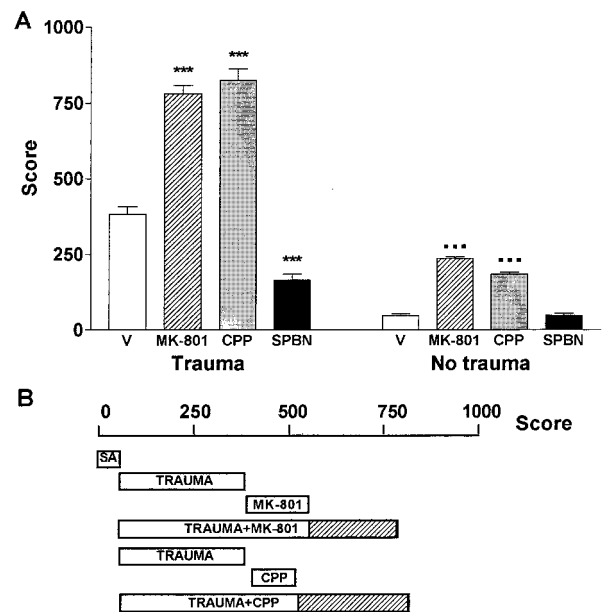 A
1000
750
500
250
0
Score
***
***
***
▪▪▪
▪▪▪
V MK-801 CPP SPBN
V MK-801 CPP SPBN
Trauma
No trauma
B
0 250 500 750 1000
Score
SA
TRAUMA
MK-801
TRAUMA+MK-801
TRAUMA
CPP
TRAUMA+CPP